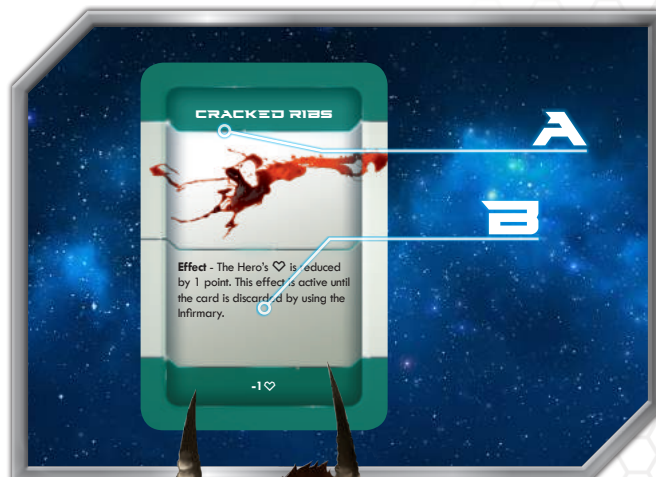 CRACKED RIBS
A
B
Effect - The Hero's ♡ is reduced
by 1 point. This effect is active until
the card is discarded by using the
Infirmary.
-1♡